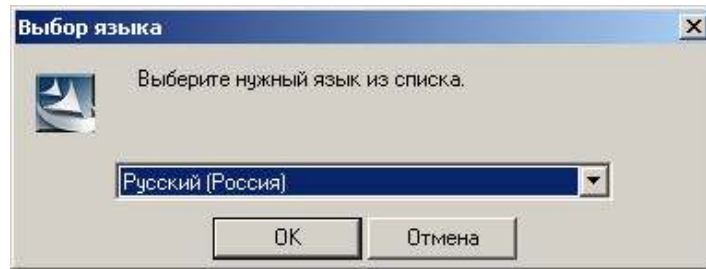 Выбор языка
Выберите нужный язык из списка.
Русский (Россия)
OK
Отмена